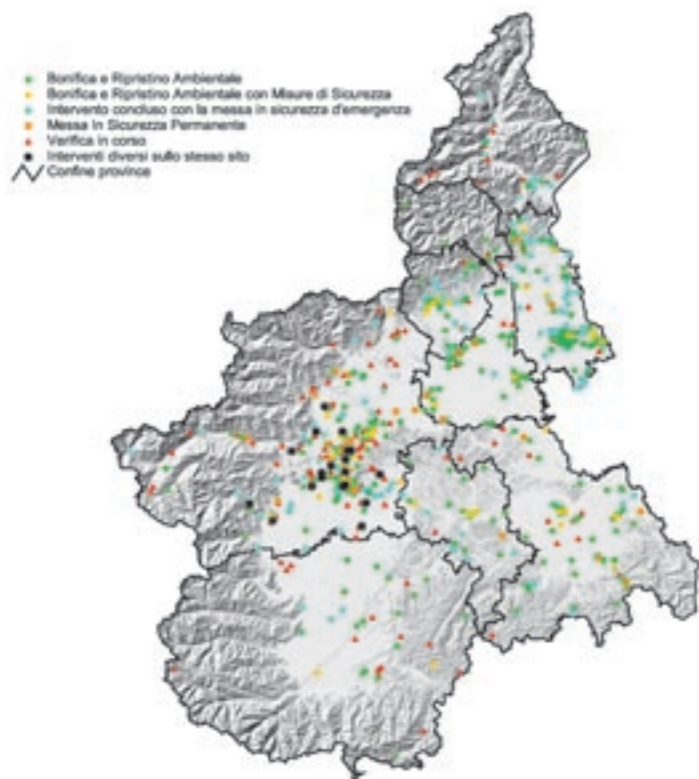 Bonifica e Ripristino Ambientale
Bonifica e Ripristino Ambientale con Misure di Sicurezza
Intervento concluso con la messa in sicurezza d'emergenza
Messa In Sicurezza Permanente
Verifica in corso
Interventi diversi sullo stesso sito
Confine province